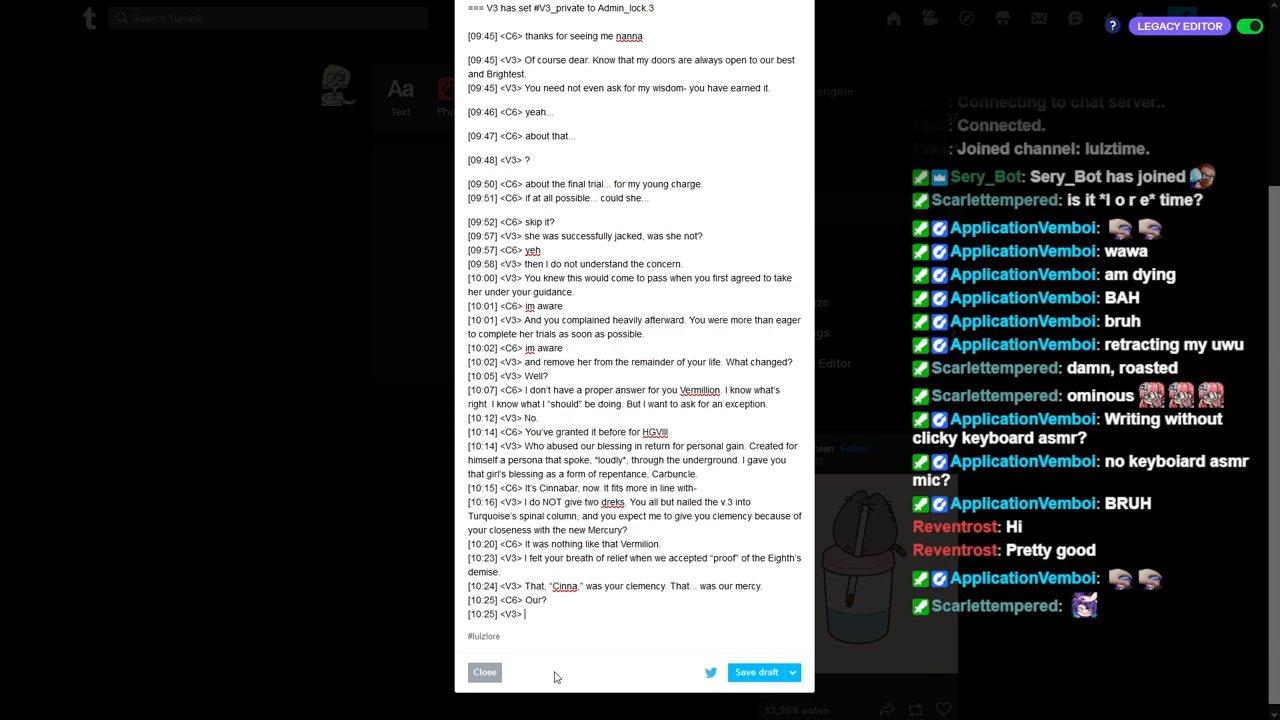 === V3 has set #V3_private to Admin_lock.3
[09:45] <C6> thanks for seeing me nanna.
[09:45] <V3> Of course dear. Know that my doors are always open to our best
and Brightest.
[09:45] <V3> You need not even ask for my wisdom- you have earned it.
[09:46] <C6> yeah...
[09:47] <C6> about that...
[09:48] <V3> ?
[09:50] <C6> about the final trial... for my young charge.
[09:51] <C6> if at all possible... could she...
[09:52] <C6> skip it?
[09:57] <V3> she was successfully jacked, was she not?
[09:57] <C6> yeh
[09:58] <V3> then I do not understand the concern.
[10:00] <V3> You knew this would come to pass when you first agreed to take
her under your guidance.
[10:01] <C6> im aware
[10:01] <V3> And you complained heavily afterward. You were more than eager
to complete her trials as soon as possible.
[10:02] <C6> im aware
[10:02] <V3> and remove her from the remainder of your life. What changed?
[10:05] <V3> Well?
[10:07] <C6> I don't have a proper answer for you Vermillion. I know what's
right. I know what I “should” be doing. But I want to ask for an exception.
[10:12] <V3> No.
[10:14] <C6> You've granted it before for HGVIII
[10:14] <V3> Who abused our blessing in return for personal gain. Created for
himself a persona that spoke, *loudly*, through the underground. I gave you
that girl's blessing as a form of repentance, Carbuncle.
[10:15] <C6> It's Cinnabar, now. It fits more in line with-
[10:16] <V3> I do NOT give two dreks. You all but nailed the v.3 into
Turquoise's spinal column, and you expect me to give you clemency because of
your closeness with the new Mercury?
[10:20] <C6> It was nothing like that Vermilion.
[10:23] <V3> I felt your breath of relief when we accepted “proof” of the Eighth's
demise.
[10:24] <V3> That, “Cinna,” was your clemency. That... was our mercy.
[10:25] <C6> Our?
[10:25] <V3>
#lulzlore
Close
Save draft
t
Search Tumblr
Aa
Text
? LEGACY EDITOR
engine
Editor
Follow
13,366 notes
Connecting to chat server..
: Connected.
: Joined channel: lulztime.
Sery_Bot: Sery_Bot has joined
Scarlettempered: is it *l o r e* time?
ApplicationVemboi:
ApplicationVemboi: wawa
ApplicationVemboi: am dying
ApplicationVemboi: BAH
ApplicationVemboi: bruh
ApplicationVemboi: retracting my uwu
Scarlettempered: damn, roasted
Scarlettempered: ominous
ApplicationVemboi: Writing without
clicky keyboard asmr?
ApplicationVemboi: no keyboiard asmr
mic?
ApplicationVemboi: BRUH
Reventrost: Hi
Reventrost: Pretty good
ApplicationVemboi:
Scarlettempered: